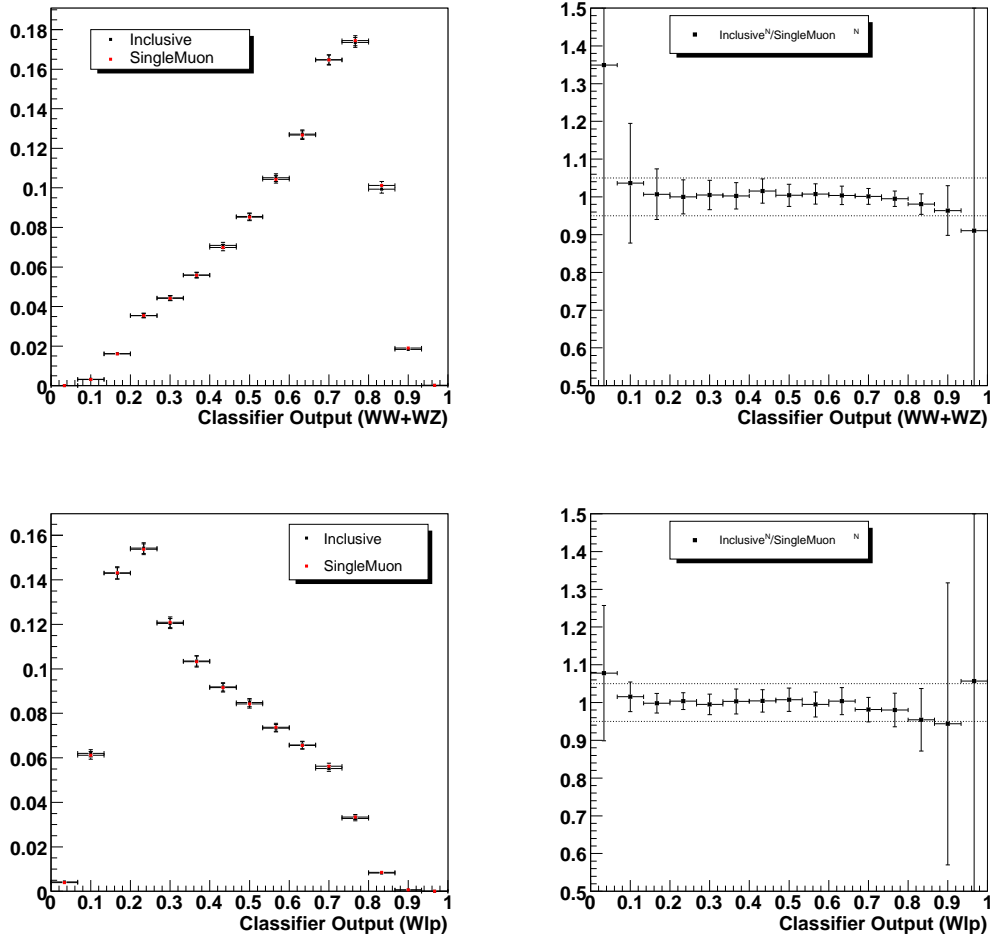 0.18
0.16
0.14
0.12
0.1
0.08
0.06
0.04
0.02
0
Inclusive
SingleMuon
0 0.1 0.2 0.3 0.4 0.5 0.6 0.7 0.8 0.9 1
Classifier Output (WW+WZ)
1.5
1.4
1.3
1.2
1.1
1
0.9
0.8
0.7
0.6
0.5
Inclusive^N/SingleMuon ^N
0 0.1 0.2 0.3 0.4 0.5 0.6 0.7 0.8 0.9 1
Classifier Output (WW+WZ)
0.16
0.14
0.12
0.1
0.08
0.06
0.04
0.02
0
Inclusive
SingleMuon
0 0.1 0.2 0.3 0.4 0.5 0.6 0.7 0.8 0.9 1
Classifier Output (Wlp)
1.5
1.4
1.3
1.2
1.1
1
0.9
0.8
0.7
0.6
0.5
Inclusive^N/SingleMuon ^N
0 0.1 0.2 0.3 0.4 0.5 0.6 0.7 0.8 0.9 1
Classifier Output (Wlp)